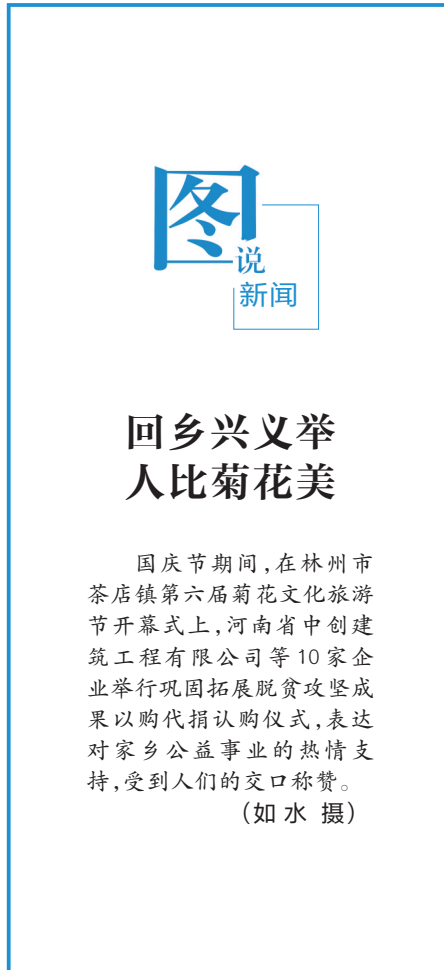 图
说
新闻
回乡兴义举
人比菊花美
国庆节期间,在林州市
茶店镇第六届菊花文化旅游
节开幕式上,河南省中创建
筑工程有限公司等10家企
业举行巩固拓展脱贫攻坚成
果以购代捐认购仪式,表达
对家乡公益事业的热情支
持,受到人们的交口称赞。
(如水 摄)